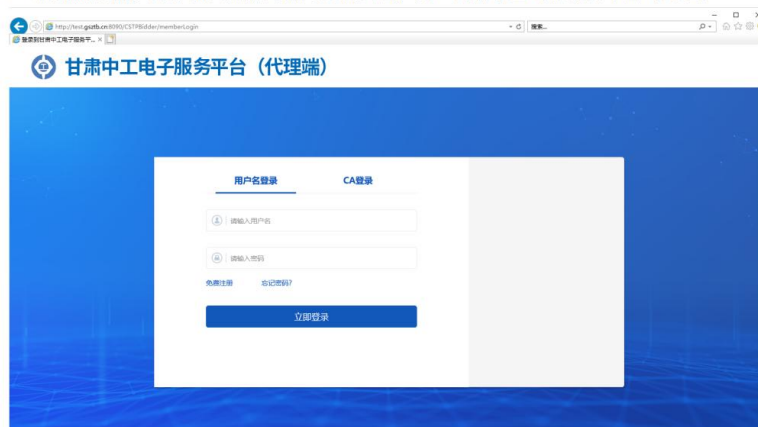 http://test.gsztb.cn:8090/CSTPBidder/memberLogin
搜索...
登录到甘肃中工电子服务平...
甘肃中工电子服务平台（代理端）
用户名登录
CA登录
请输入用户名
请输入密码
免费注册
忘记密码?
立即登录